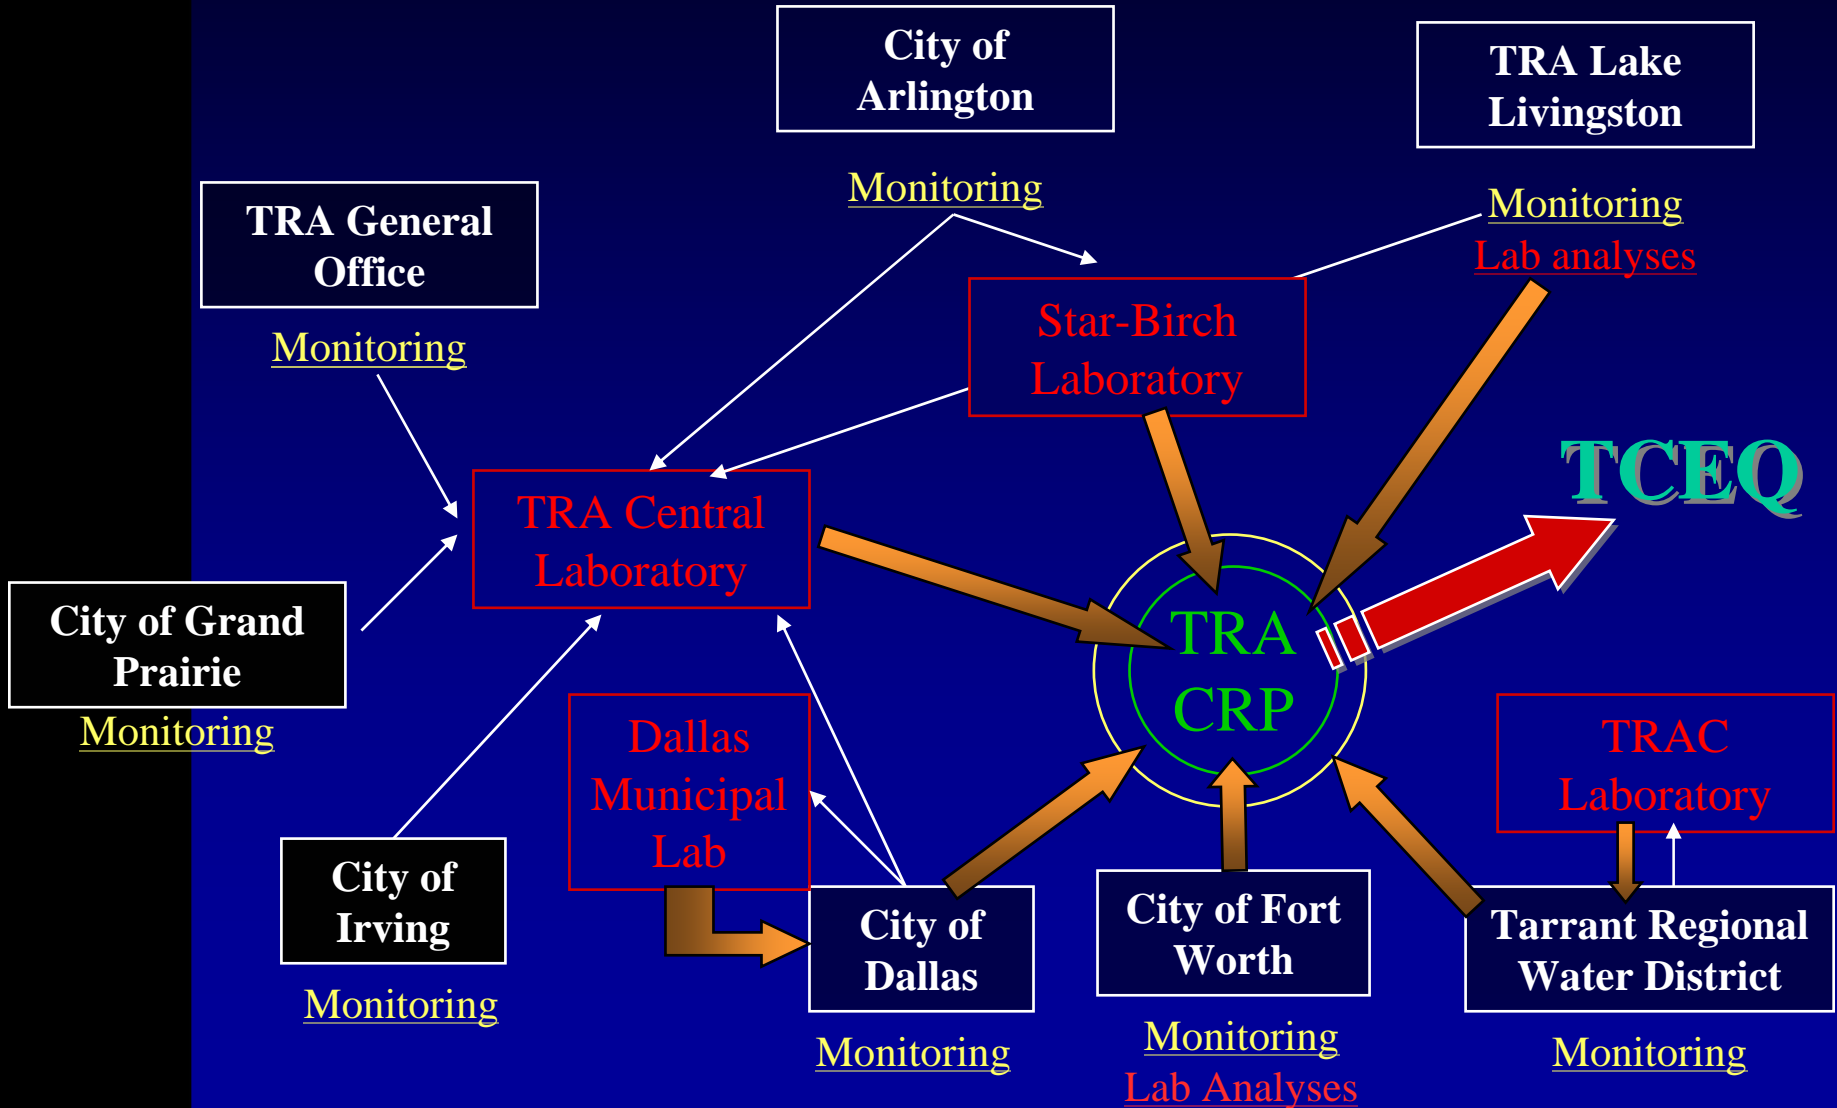 City of
Arlington
Monitoring
TRA Lake
Livingston
Monitoring
Lab analyses
TRA General
Office
Monitoring
Star-Birch
Laboratory
TCEQ
TRA Central
Laboratory
City of Grand
Prairie
Monitoring
TRA
CRP
Dallas
Municipal
Lab
TRAC
Laboratory
City of
Irving
Monitoring
City of
Dallas
Monitoring
City of Fort
Worth
Monitoring
Lab Analyses
Tarrant Regional
Water District
Monitoring